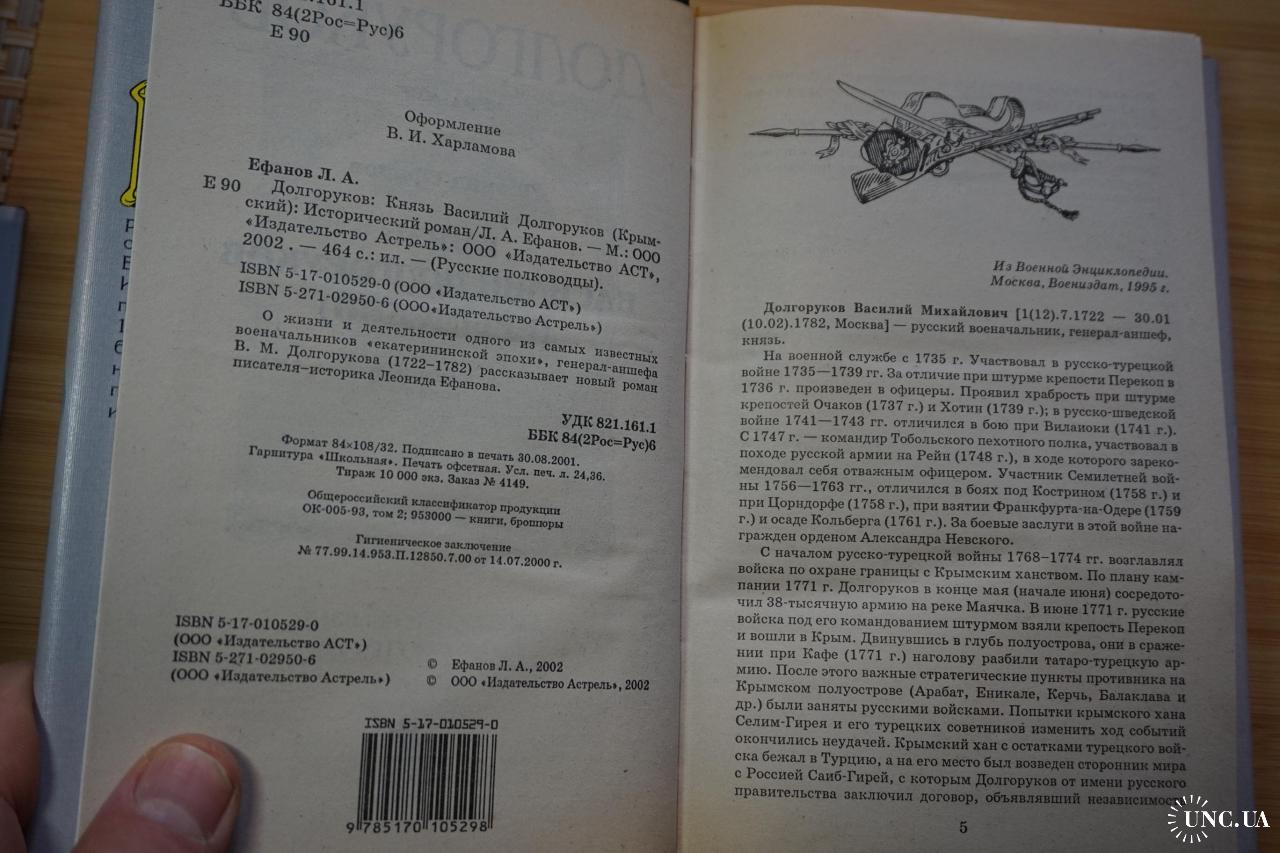 ББК 84(2Рос=Рус)6
Е 90
Оформление
В. И. Харламова
Ефанов Л. А.
Е 90 Долгоруков: Князь Василий Долгоруков (Крым-
ский): Исторический роман/Л. А. Ефанов. — М.: ООО
«Издательство Астрель»: ООО «Издательство АСТ»,
2002 . — 464 с.: ил. — (Русские полководцы).
ISBN 5-17-010529-0 (ООО «Издательство АСТ»)
ISBN 5-271-02950-6 (ООО«Издательство Астрель»)
О жизни и деятельности одного из самых известных
военачальников «екатерининской эпохи», генерал-аншефа
В. М. Долгорукова (1722–1782) рассказывает новый роман
писателя-историка Леонида Ефанова.
УДК 821.161.1
ББК 84(2Рос=Рус)6
Формат 84×108/32. Подписано в печать 30.08.2001.
Гарнитура «Школьная». Печать офсетная. Усл. печ. л. 24,36.
Тираж 10 000 экз. Заказ № 4149.
Общероссийский классификатор продукции
ОК-005-93, том 2; 953000 — книги, брошюры
Гигиеническое заключение
№ 77.99.14.953.П.12850.7.00 от 14.07.2000 г.
ISBN 5-17-010529-0
(ООО «Издательство АСТ»)
ISBN 5-271-02950-6
(ООО «Издательство Астрель»)
© Ефанов Л. А., 2002
© ООО «Издательство Астрель», 2002
ISBN 5-17-010529-0
9 785170 105298
Из Военной Энциклопедии.
Москва, Воениздат, 1995 г.
Долгоруков Василий Михайлович [1(12).7.1722 — 30.01
(10.02).1782, Москва] — русский военачальник, генерал-аншеф,
князь.
На военной службе с 1735 г. Участвовал в русско-турецкой
войне 1735—1739 гг. За отличие при штурме крепости Перекоп в
1736 г. произведен в офицеры. Проявил храбрость при штурме
крепостей Очаков (1737 г.) и Хотин (1739 г.); в русско-шведской
войне 1741—1743 гг. отличился в бою при Вилаиоки (1741 г.).
С 1747 г. — командир Тобольского пехотного полка, участвовал в
походе русской армии на Рейн (1748 г.), в ходе которого зареко-
мендовал себя отважным офицером. Участник Семилетней вой-
ны 1756—1763 гг., отличился в боях под Кострином (1758 г.) и
при Цорндорфе (1758 г.), при взятии Франкфурта-на-Одере (1759
г.) и осаде Кольберга (1761 г.). За боевые заслуги в этой войне на-
гражден орденом Александра Невского.
С началом русско-турецкой войны 1768–1774 гг. возглавлял
войска по охране границы с Крымским ханством. По плану кам-
пании 1771 г. Долгоруков в конце мая (начале июня) сосредото-
чил 38-тысячную армию на реке Маячка. В июне 1771 г. русские
войска под его командованием штурмом взяли крепость Перекоп
и вошли в Крым. Двинувшись в глубь полуострова, они в сраже-
нии при Кафе (1771 г.) наголову разбили татаро-турецкую ар-
мию. После этого важные стратегические пункты противника на
Крымском полуострове (Арабат, Еникале, Керчь, Балаклава и
др.) были заняты русскими войсками. Попытки крымского хана
Селим-Гирея и его турецких советников изменить ход событий
окончились неудачей. Крымский хан с остатками турецкого вой-
ска бежал в Турцию, а на его место был возведен сторонник мира
с Россией Саиб-Гирей, с которым Долгоруков от имени русского
правительства заключил договор, объявлявший независимость
5
UNC.UA